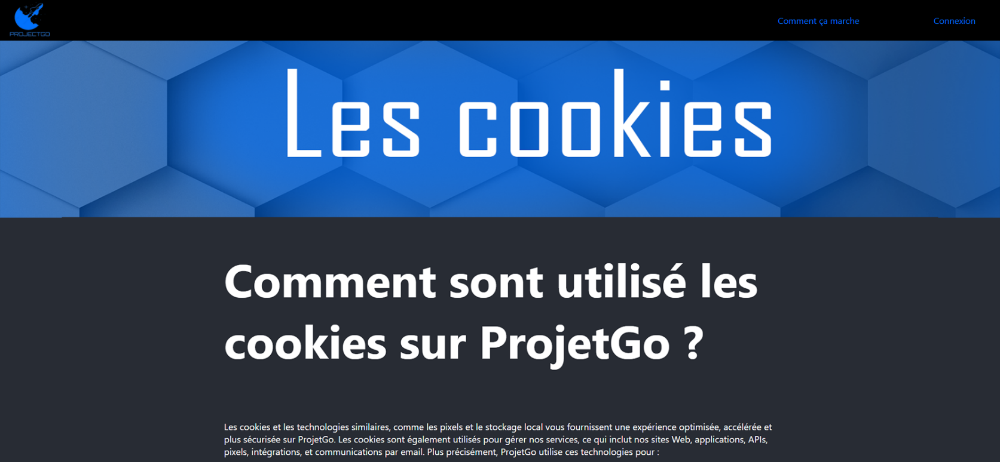 PROJECTGO
Comment ça marche
Connexion
Les cookies
Comment sont utilisé les
cookies sur ProjetGo ?
Les cookies et les technologies similaires, comme les pixels et le stockage local vous fournissent une expérience optimisée, accélérée et
plus sécurisée sur ProjetGo. Les cookies sont également utilisés pour gérer nos services, ce qui inclut nos sites Web, applications, APIs,
pixels, intégrations, et communications par email. Plus précisément, ProjetGo utilise ces technologies pour :